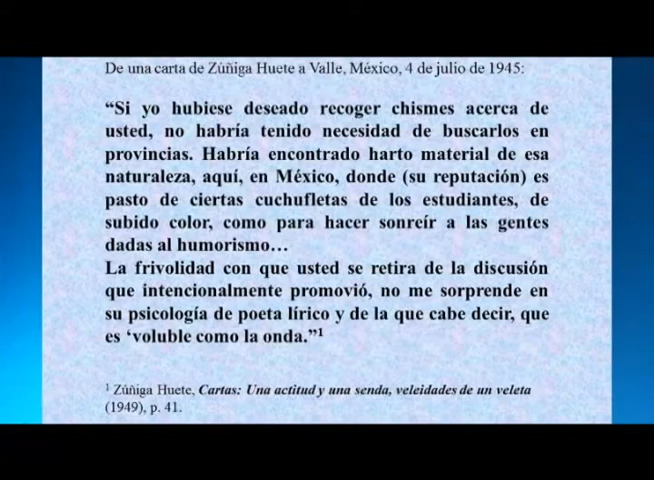 De una carta de Zúñiga Huete a Valle, México, 4 de julio de 1945:
“Si yo hubiese deseado recoger chismes acerca de
usted, no habría tenido necesidad de buscarlos en
provincias. Habría encontrado harto material de esa
naturaleza, aquí, en México, donde (su reputación) es
pasto de ciertas cuchufletas de los estudiantes, de
subido color, como para hacer sonreír a las gentes
dadas al humorismo…
La frivolidad con que usted se retira de la discusión
que intencionalmente promovió, no me sorprende en
su psicología de poeta lírico y de la que cabe decir, que
es ‘voluble como la onda.”¹
¹ Zúñiga Huete, Cartas: Una actitud y una senda, veleidades de un veleta
(1949), p. 41.